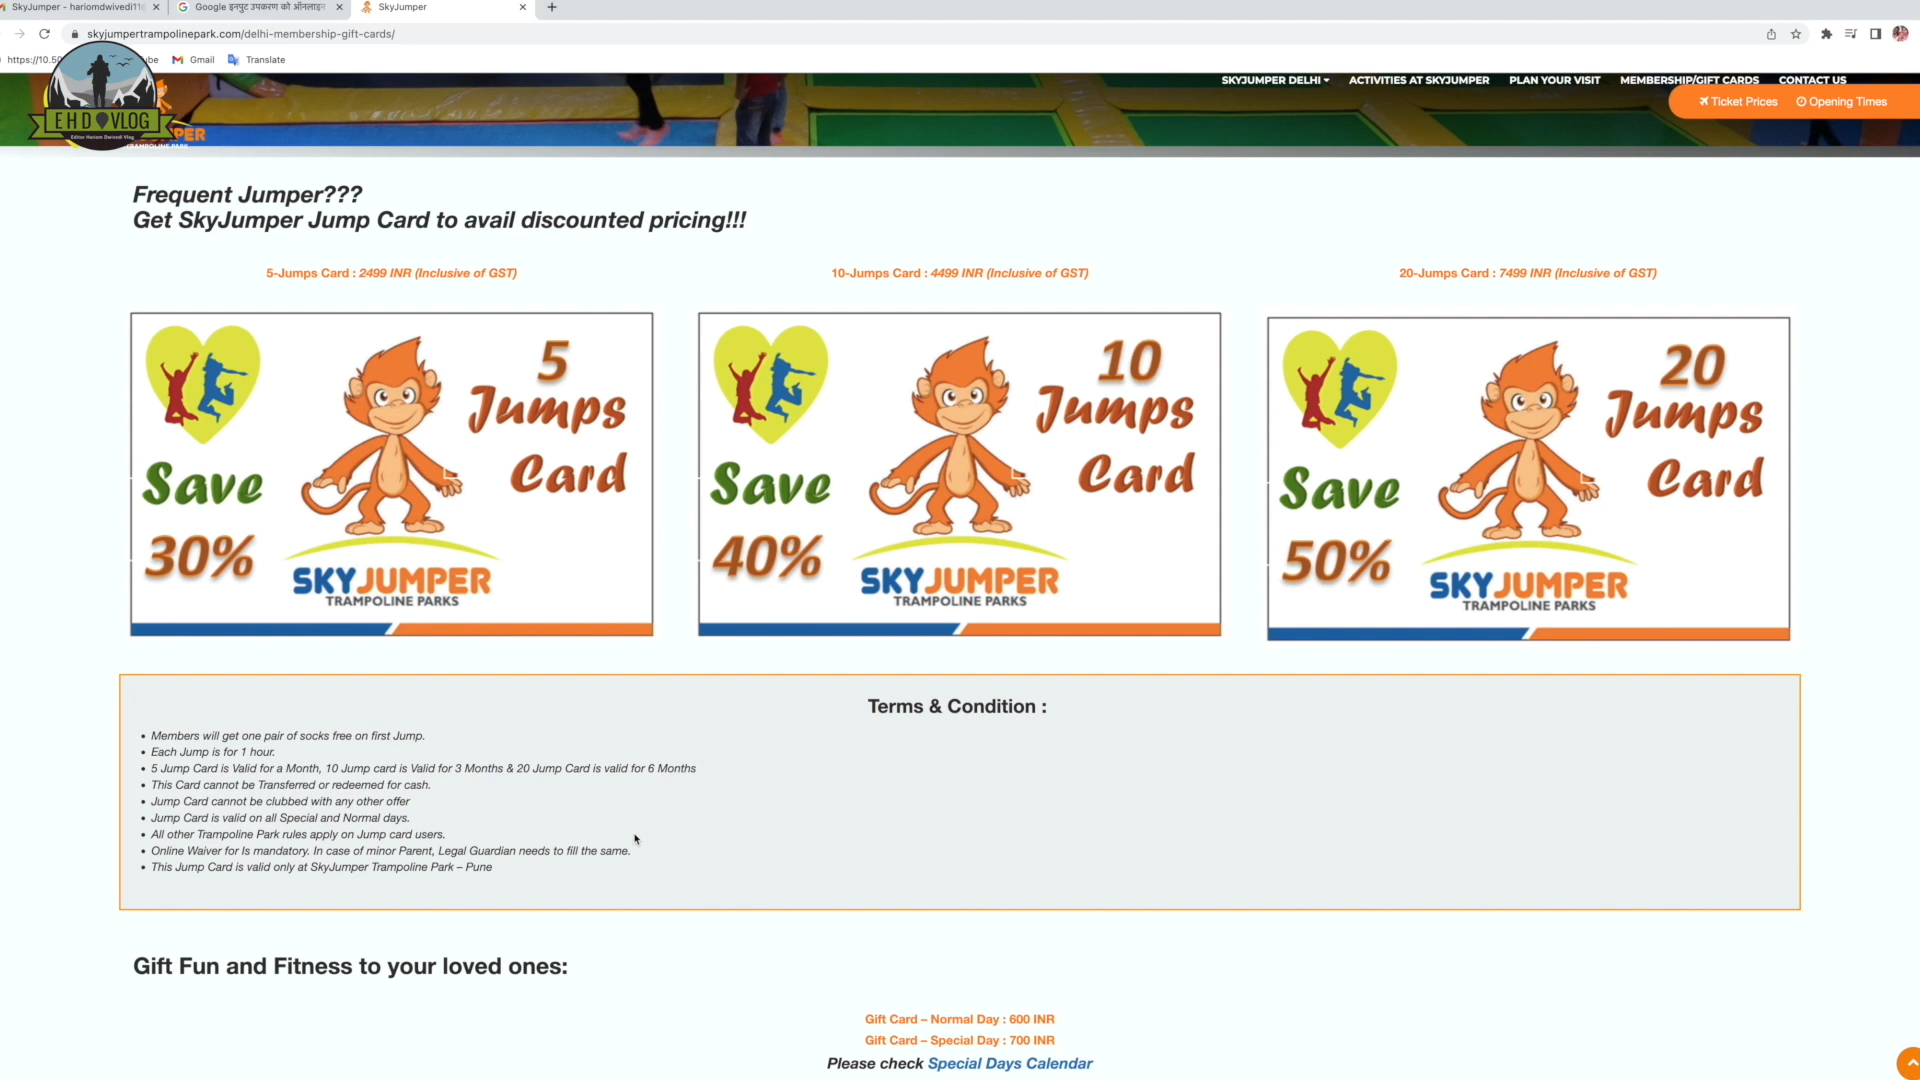 SkyJumper - hariomdwivedi11
Google इनपुट उपकरण को ऑनलाइन
SkyJumper
skyjumpertrampolinepark.com/delhi-membership-gift-cards/
https://10.50
Gmail
Translate
SKYJUMPER DELHI
ACTIVITIES AT SKYJUMPER
PLAN YOUR VISIT
MEMBERSHIP/GIFT CARDS
CONTACT US
Ticket Prices
Opening Times
EHD VLOG
Editor Hariom Dwivedi Vlog
TRAMPOLINE PARK
Frequent Jumper???
Get SkyJumper Jump Card to avail discounted pricing!!!
5-Jumps Card : 2499 INR (Inclusive of GST)
10-Jumps Card : 4499 INR (Inclusive of GST)
20-Jumps Card : 7499 INR (Inclusive of GST)
5
Jumps
Card
Save
30%
SKYJUMPER
TRAMPOLINE PARKS
10
Jumps
Card
Save
40%
SKYJUMPER
TRAMPOLINE PARKS
20
Jumps
Card
Save
50%
SKYJUMPER
TRAMPOLINE PARKS
Terms & Condition :
Members will get one pair of socks free on first Jump.
Each Jump is for 1 hour.
5 Jump Card is Valid for a Month, 10 Jump card is Valid for 3 Months & 20 Jump Card is valid for 6 Months
This Card cannot be Transferred or redeemed for cash.
Jump Card cannot be clubbed with any other offer
Jump Card is valid on all Special and Normal days.
All other Trampoline Park rules apply on Jump card users.
Online Waiver for Is mandatory. In case of minor Parent, Legal Guardian needs to fill the same.
This Jump Card is valid only at SkyJumper Trampoline Park – Pune
Gift Fun and Fitness to your loved ones:
Gift Card – Normal Day : 600 INR
Gift Card – Special Day : 700 INR
Please check Special Days Calendar